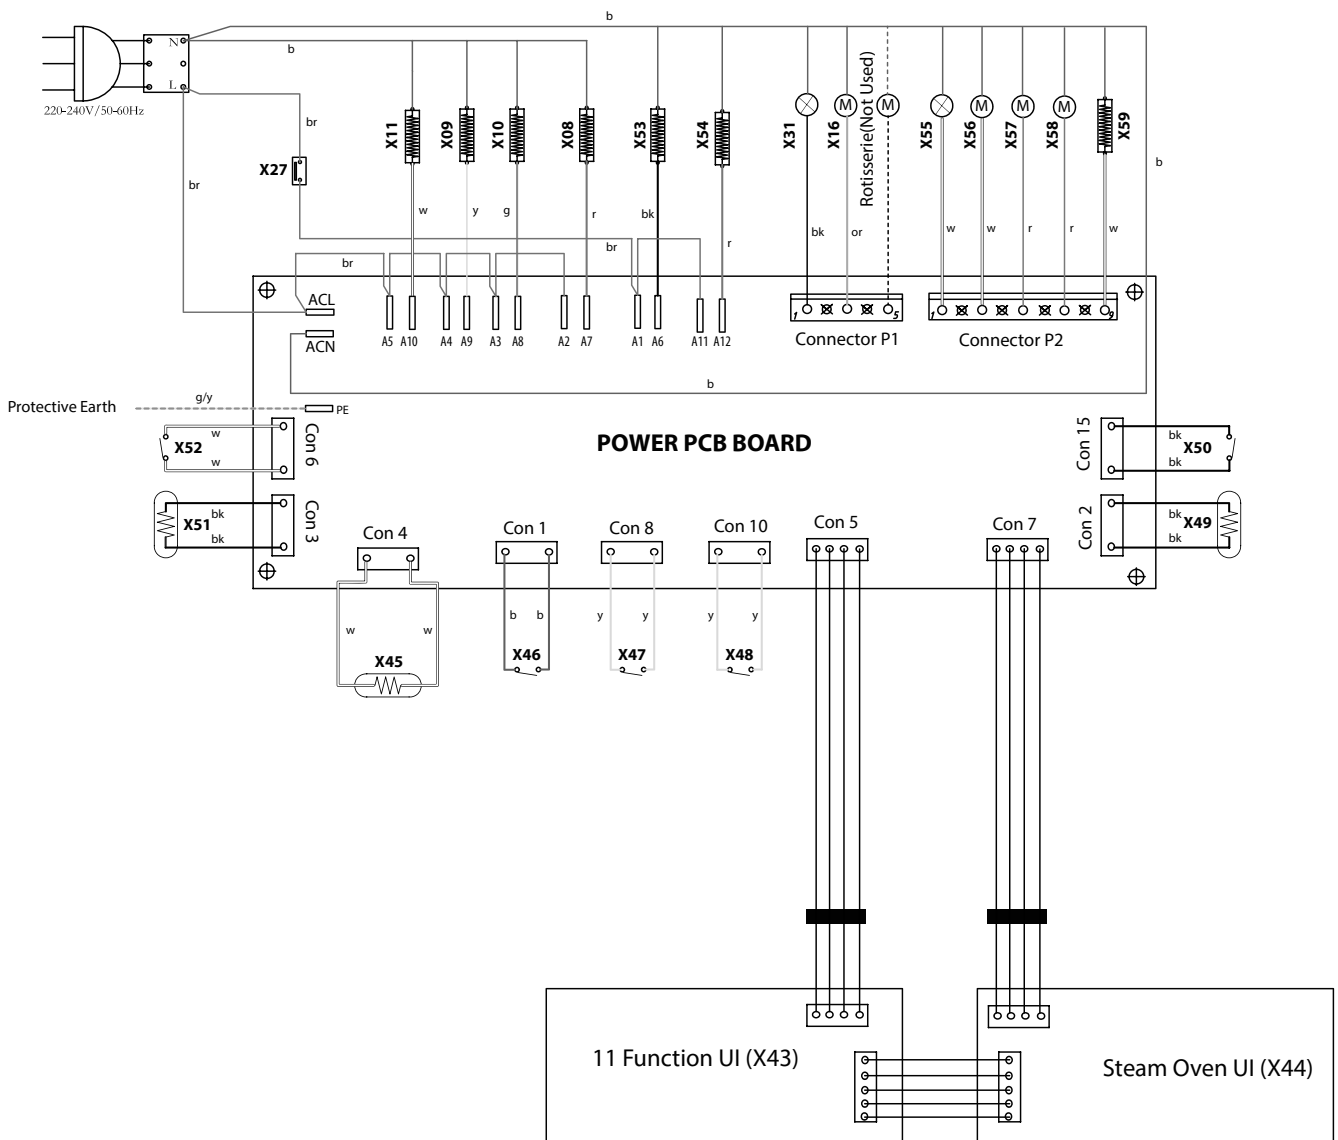 b
N
b
L
220-240V/50-60Hz
br
X27
br
X11
X09
X10
X08
X53
X54
X31
X16
Rotisserie(Not Used)
X55
X56
X57
X58
X59
M
M
M
M
M
b
w
y
g
r
bk
r
bk
or
w
w
r
r
w
br
br
ACL
ACN
A5
A10
A4
A9
A3
A8
A2
A7
A1
A6
A11
A12
1
5
Connector P1
1
9
Connector P2
b
Protective Earth
g/y
PE
POWER PCB BOARD
w
X52
w
Con 6
bk
X51
bk
Con 3
Con 15
bk
X50
bk
Con 2
bk
X49
bk
Con 4
Con 1
Con 8
Con 10
Con 5
Con 7
w
w
X45
b
b
X46
y
y
X47
y
y
X48
11 Function UI (X43)
Steam Oven UI (X44)